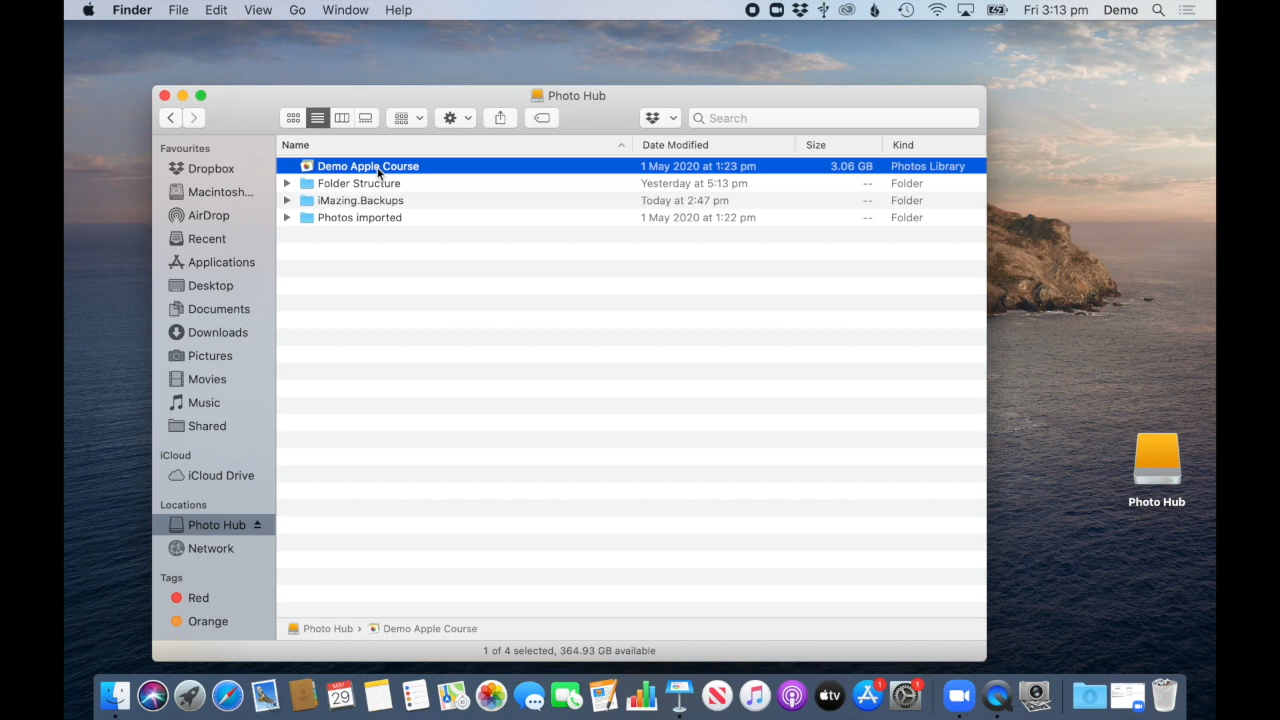 Finder File Edit View Go Window Help Fri 3:13 pm Demo
Photo Hub
Search
Favourites
Dropbox
Macintosh...
AirDrop
Recent
Applications
Desktop
Documents
Downloads
Pictures
Movies
Music
Shared
iCloud
iCloud Drive
Locations
Photo Hub
Network
Tags
Red
Orange
Name Date Modified Size Kind
Demo Apple Course 1 May 2020 at 1:23 pm 3.06 GB Photos Library
Folder Structure Yesterday at 5:13 pm -- Folder
iMazing.Backups Today at 2:47 pm -- Folder
Photos imported 1 May 2020 at 1:22 pm -- Folder
Photo Hub › Demo Apple Course
1 of 4 selected, 364.93 GB available
Photo Hub
MAY
29
tv
1
1